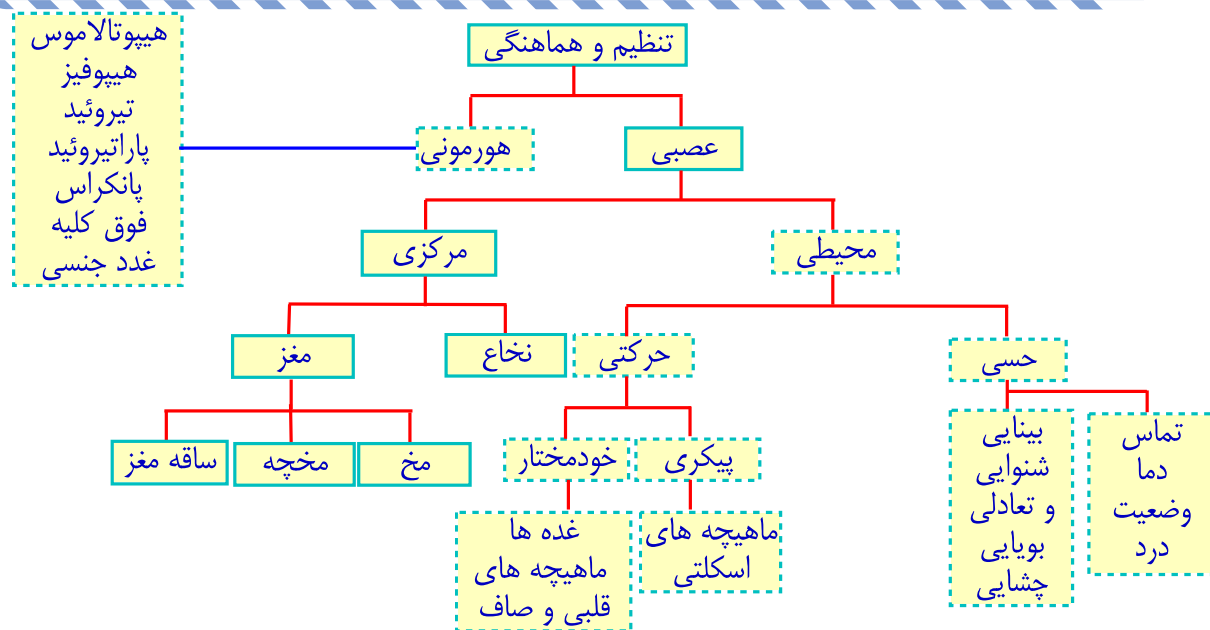 تنظیم و هماهنگی
عصبی
هورمونی
هیپوتالاموس
هیپوفیز
تیروئید
پاراتیروئید
پانکراس
فوق کلیه
غدد جنسی
محیطی
مرکزی
حسی
حرکتی
نخاع
مغز
تماس
دما
وضعیت
درد
بینایی
شنوایی
و تعادلی
بویایی
چشایی
پیکری
خودمختار
مخ
مخچه
ساقه مغز
ماهیچه های
اسکلتی
غده ها
ماهیچه های
قلبی و صاف